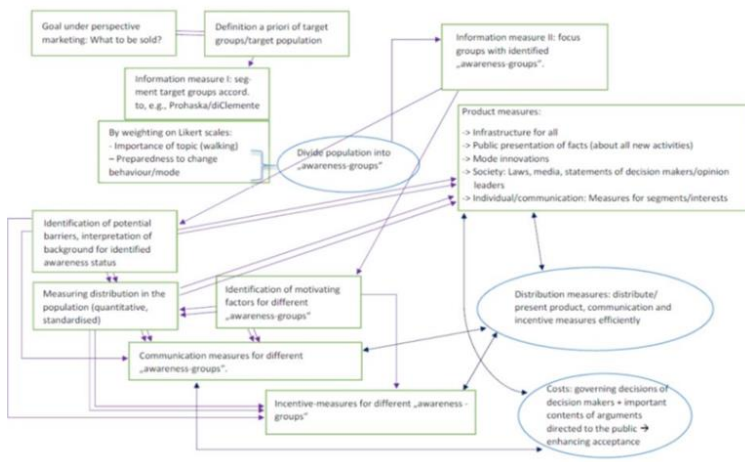 Goal under perspective
marketing: What to be sold?
Definition a priori of target
groups/target population
Information measure II: focus
groups with identified
„awareness-groups“.
Information measure I: seg-
ment target groups accord.
to, e.g., Prohaska/diClemente
By weighting on Likert scales:
- Importance of topic (walking)
– Preparedness to change
behaviour/mode
Divide population into
„awareness-groups“
Product measures:
-> Infrastructure for all
-> Public presentation of facts (about all new activities)
-> Mode innovations
-> Society: Laws, media, statements of decision makers/opinion
leaders
-> Individual/communication: Measures for segments/interests
Identification of potential
barriers, interpretation of
background for identified
awareness status
Measuring distribution in the
population (quantitative,
standardised)
Identification of motivating
factors for different
„awareness-groups“
Distribution measures: distribute/
present product, communication and
incentive measures efficiently
Communication measures for different
„awareness-groups“.
Incentive-measures for different „awareness -
groups“
Costs: governing decisions of
decision makers + important
contents of arguments
directed to the public →
enhancing acceptance